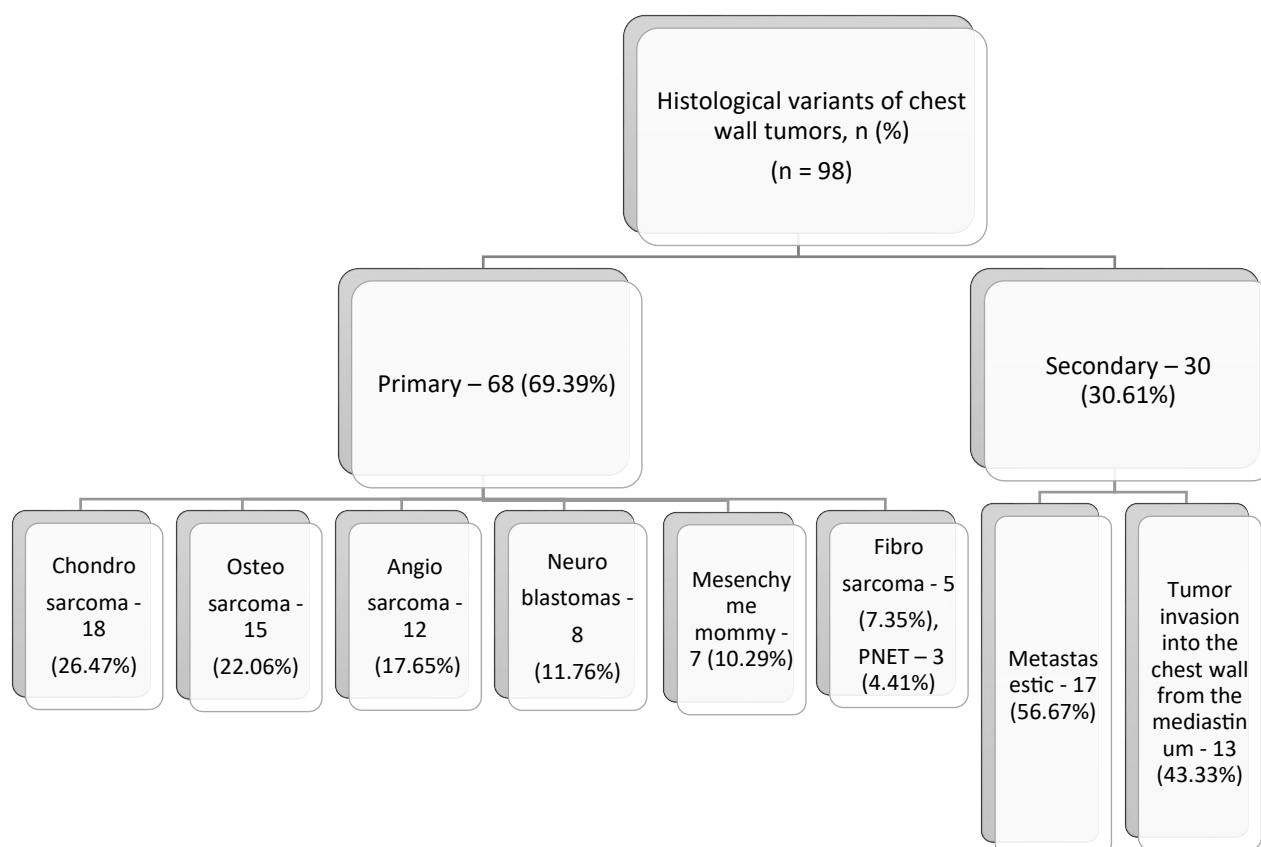 Histological variants of chest
wall tumors, n (%)
(n = 98)
Primary – 68 (69.39%)
Secondary – 30
(30.61%)
Chondro
sarcoma -
18
(26.47%)
Osteo
sarcoma -
15
(22.06%)
Angio
sarcoma -
12
(17.65%)
Neuro
blastomas -
8
(11.76%)
Mesenchy
me
mommy -
7 (10.29%)
Fibro
sarcoma - 5
(7.35%),
PNET – 3
(4.41%)
Metastas
estic - 17
(56.67%)
Tumor
invasion
into the
chest wall
from the
mediastin
um - 13
(43.33%)